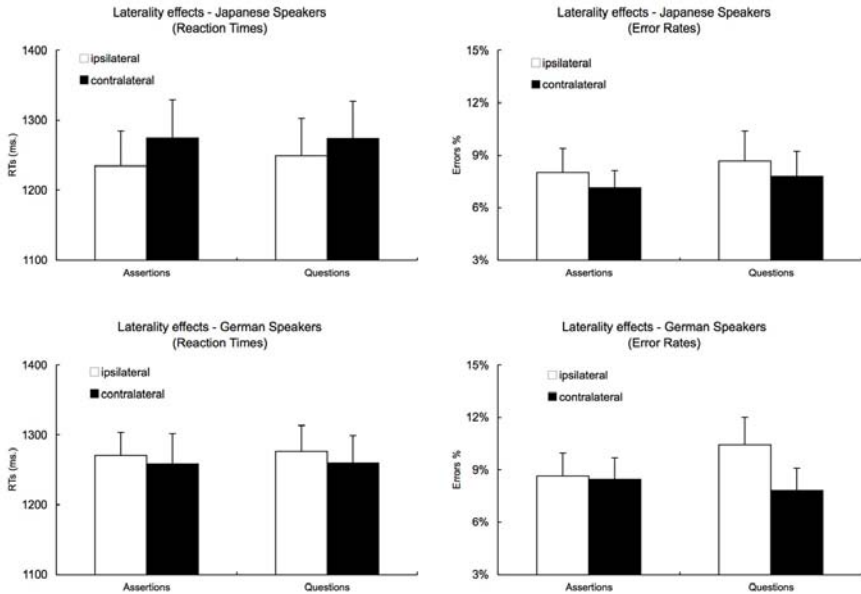 Laterality effects - Japanese Speakers
(Reaction Times)
1400
1300
1200
1100
RTs (ms.)
ipsilateral
contralateral
Assertions
Questions
Laterality effects - Japanese Speakers
(Error Rates)
15%
12%
9%
6%
3%
Errors %
ipsilateral
contralateral
Assertions
Questions
Laterality effects - German Speakers
(Reaction Times)
1400
1300
1200
1100
RTs (ms.)
ipsilateral
contralateral
Assertions
Questions
Laterality effects - German Speakers
(Error Rates)
15%
12%
9%
6%
3%
Errors %
ipsilateral
contralateral
Assertions
Questions